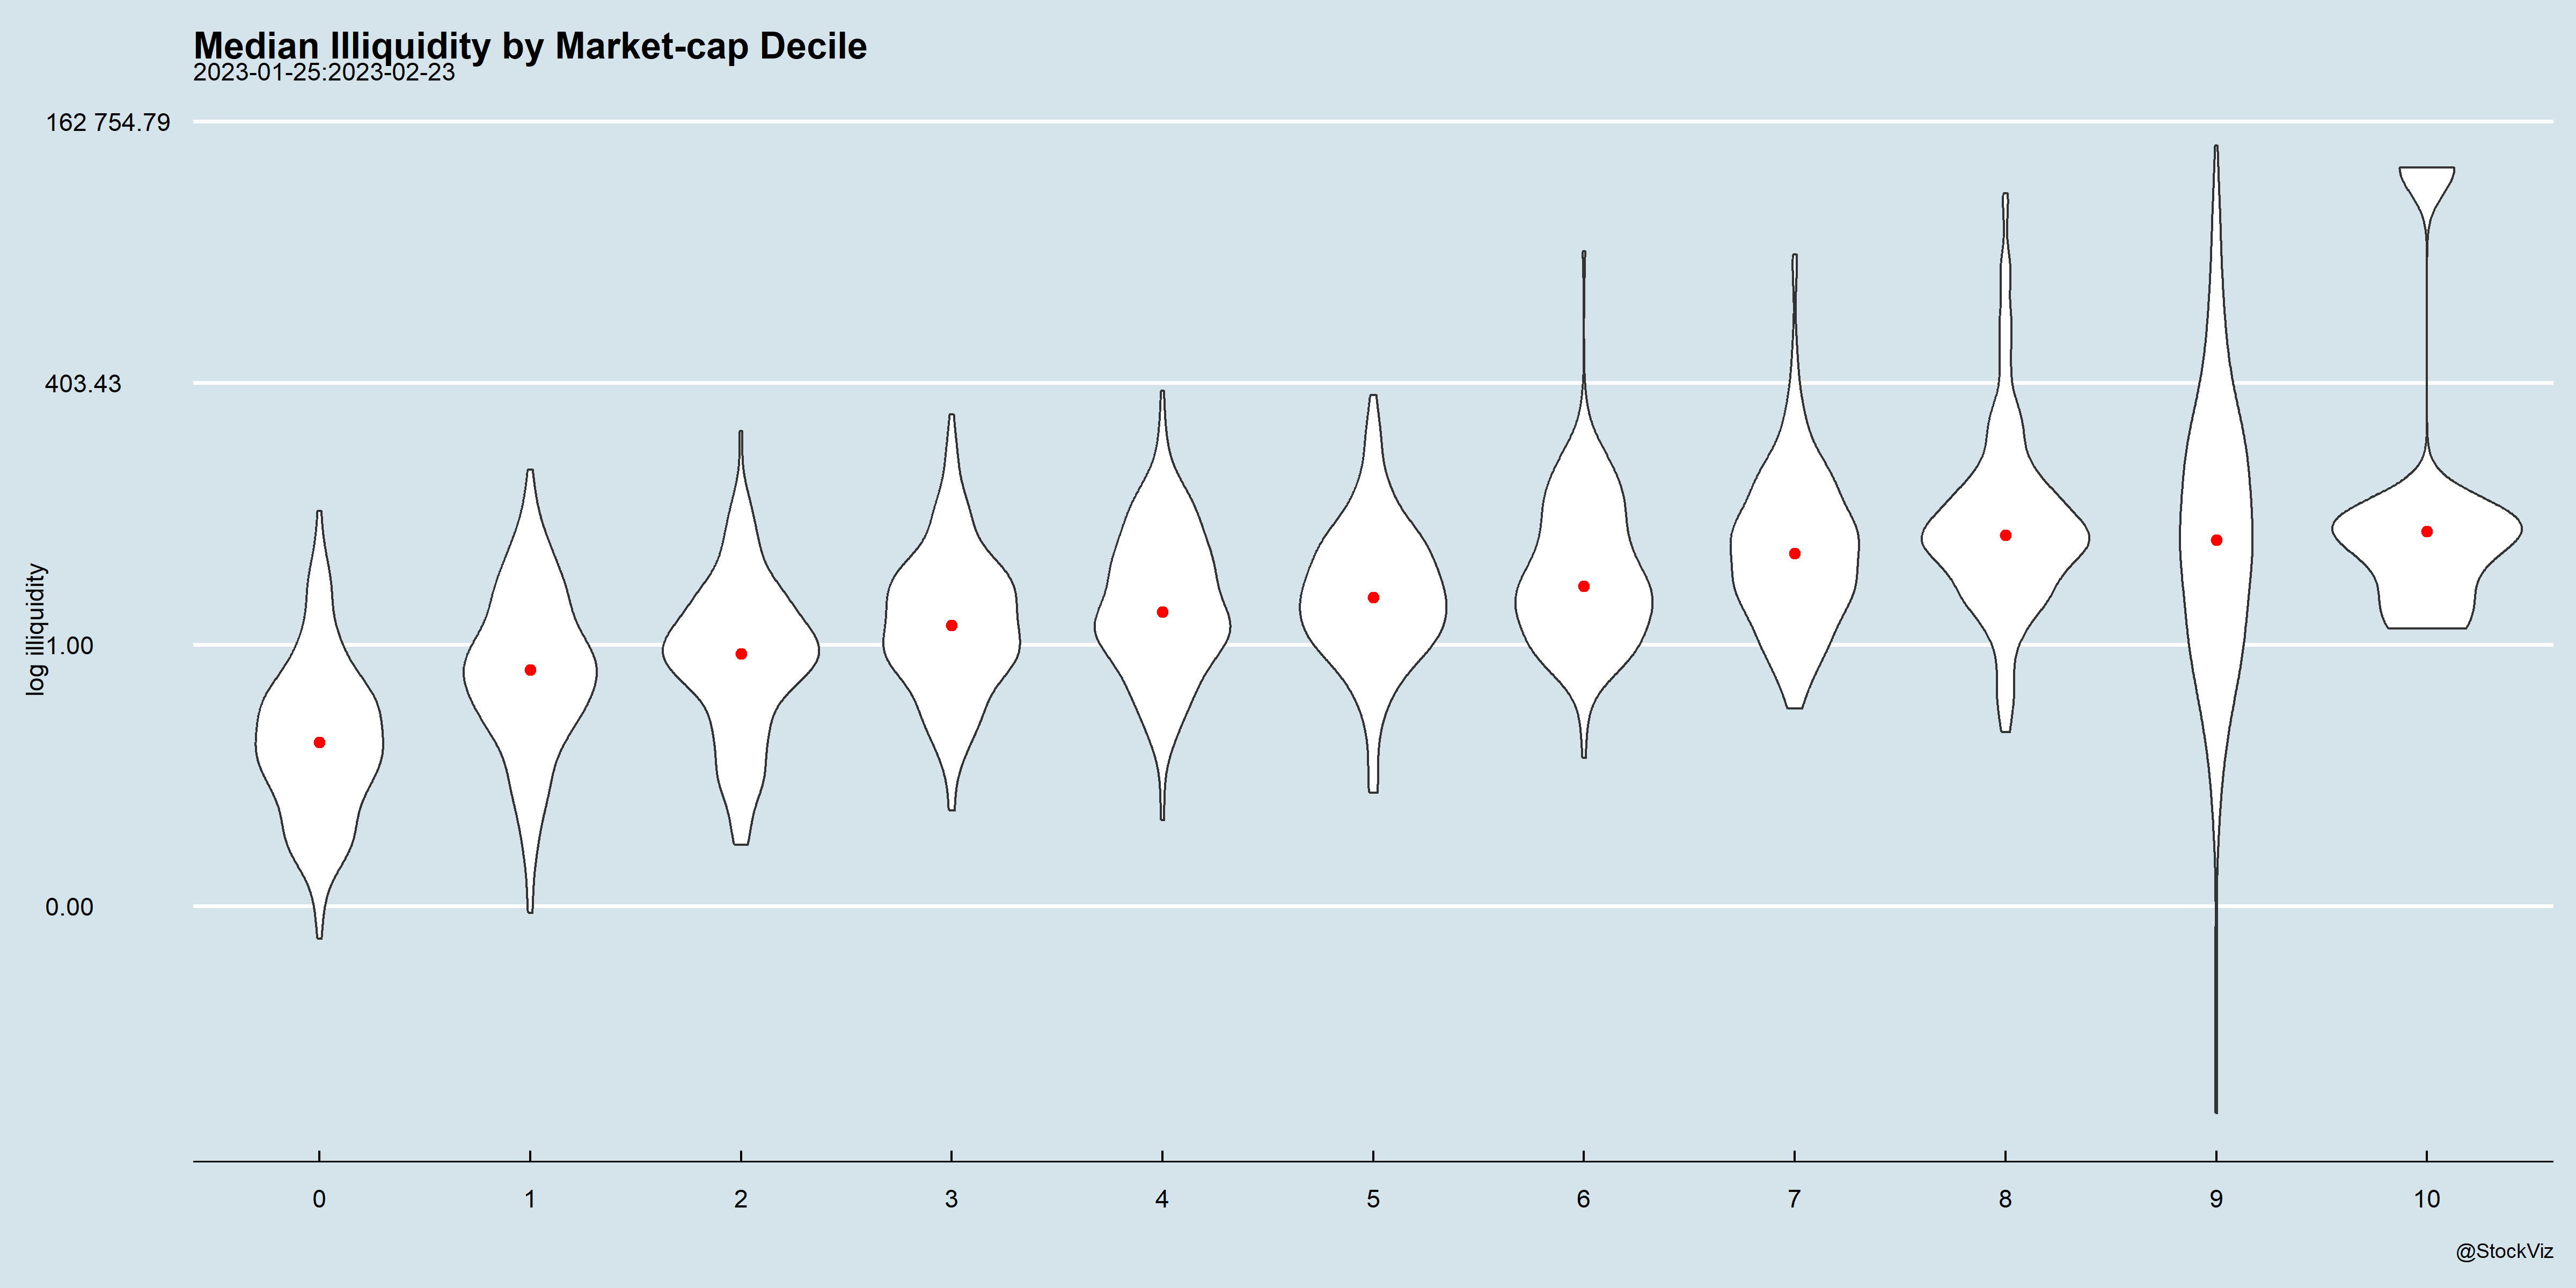 Median Illiquidity by Market-cap Decile
2023-01-25:2023-02-23
162 754.79
403.43
1.00
0.00
log illiquidity
0 1 2 3 4 5 6 7 8 9 10
@StockViz